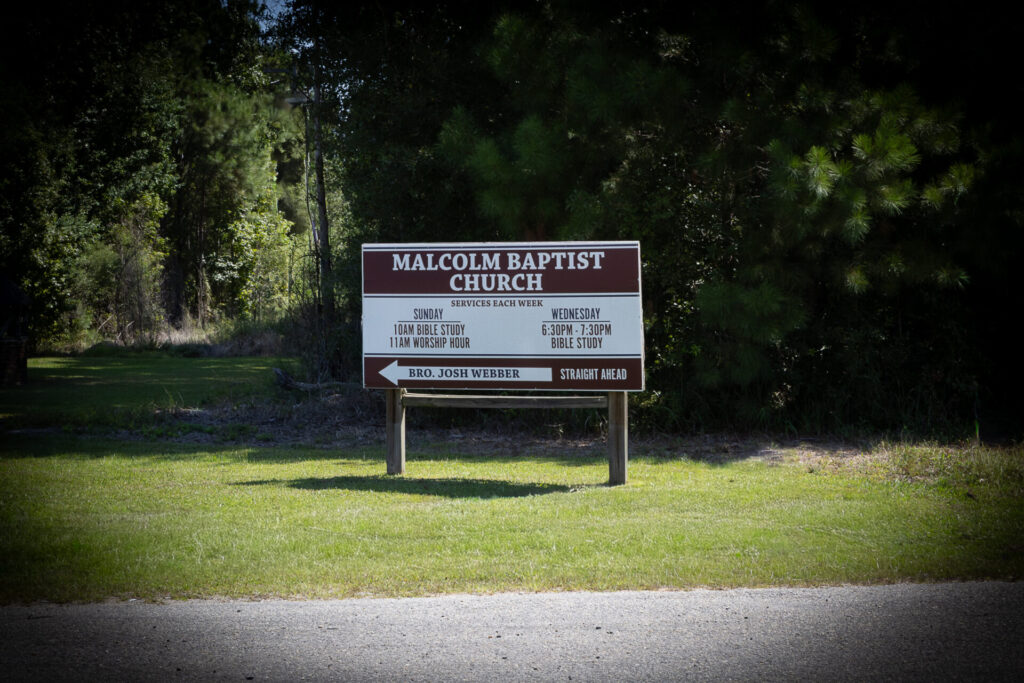 MALCOLM BAPTIST
CHURCH
SERVICES EACH WEEK
SUNDAY
10AM BIBLE STUDY
11AM WORSHIP HOUR
WEDNESDAY
6:30PM - 7:30PM
BIBLE STUDY
BRO. JOSH WEBBER
STRAIGHT AHEAD